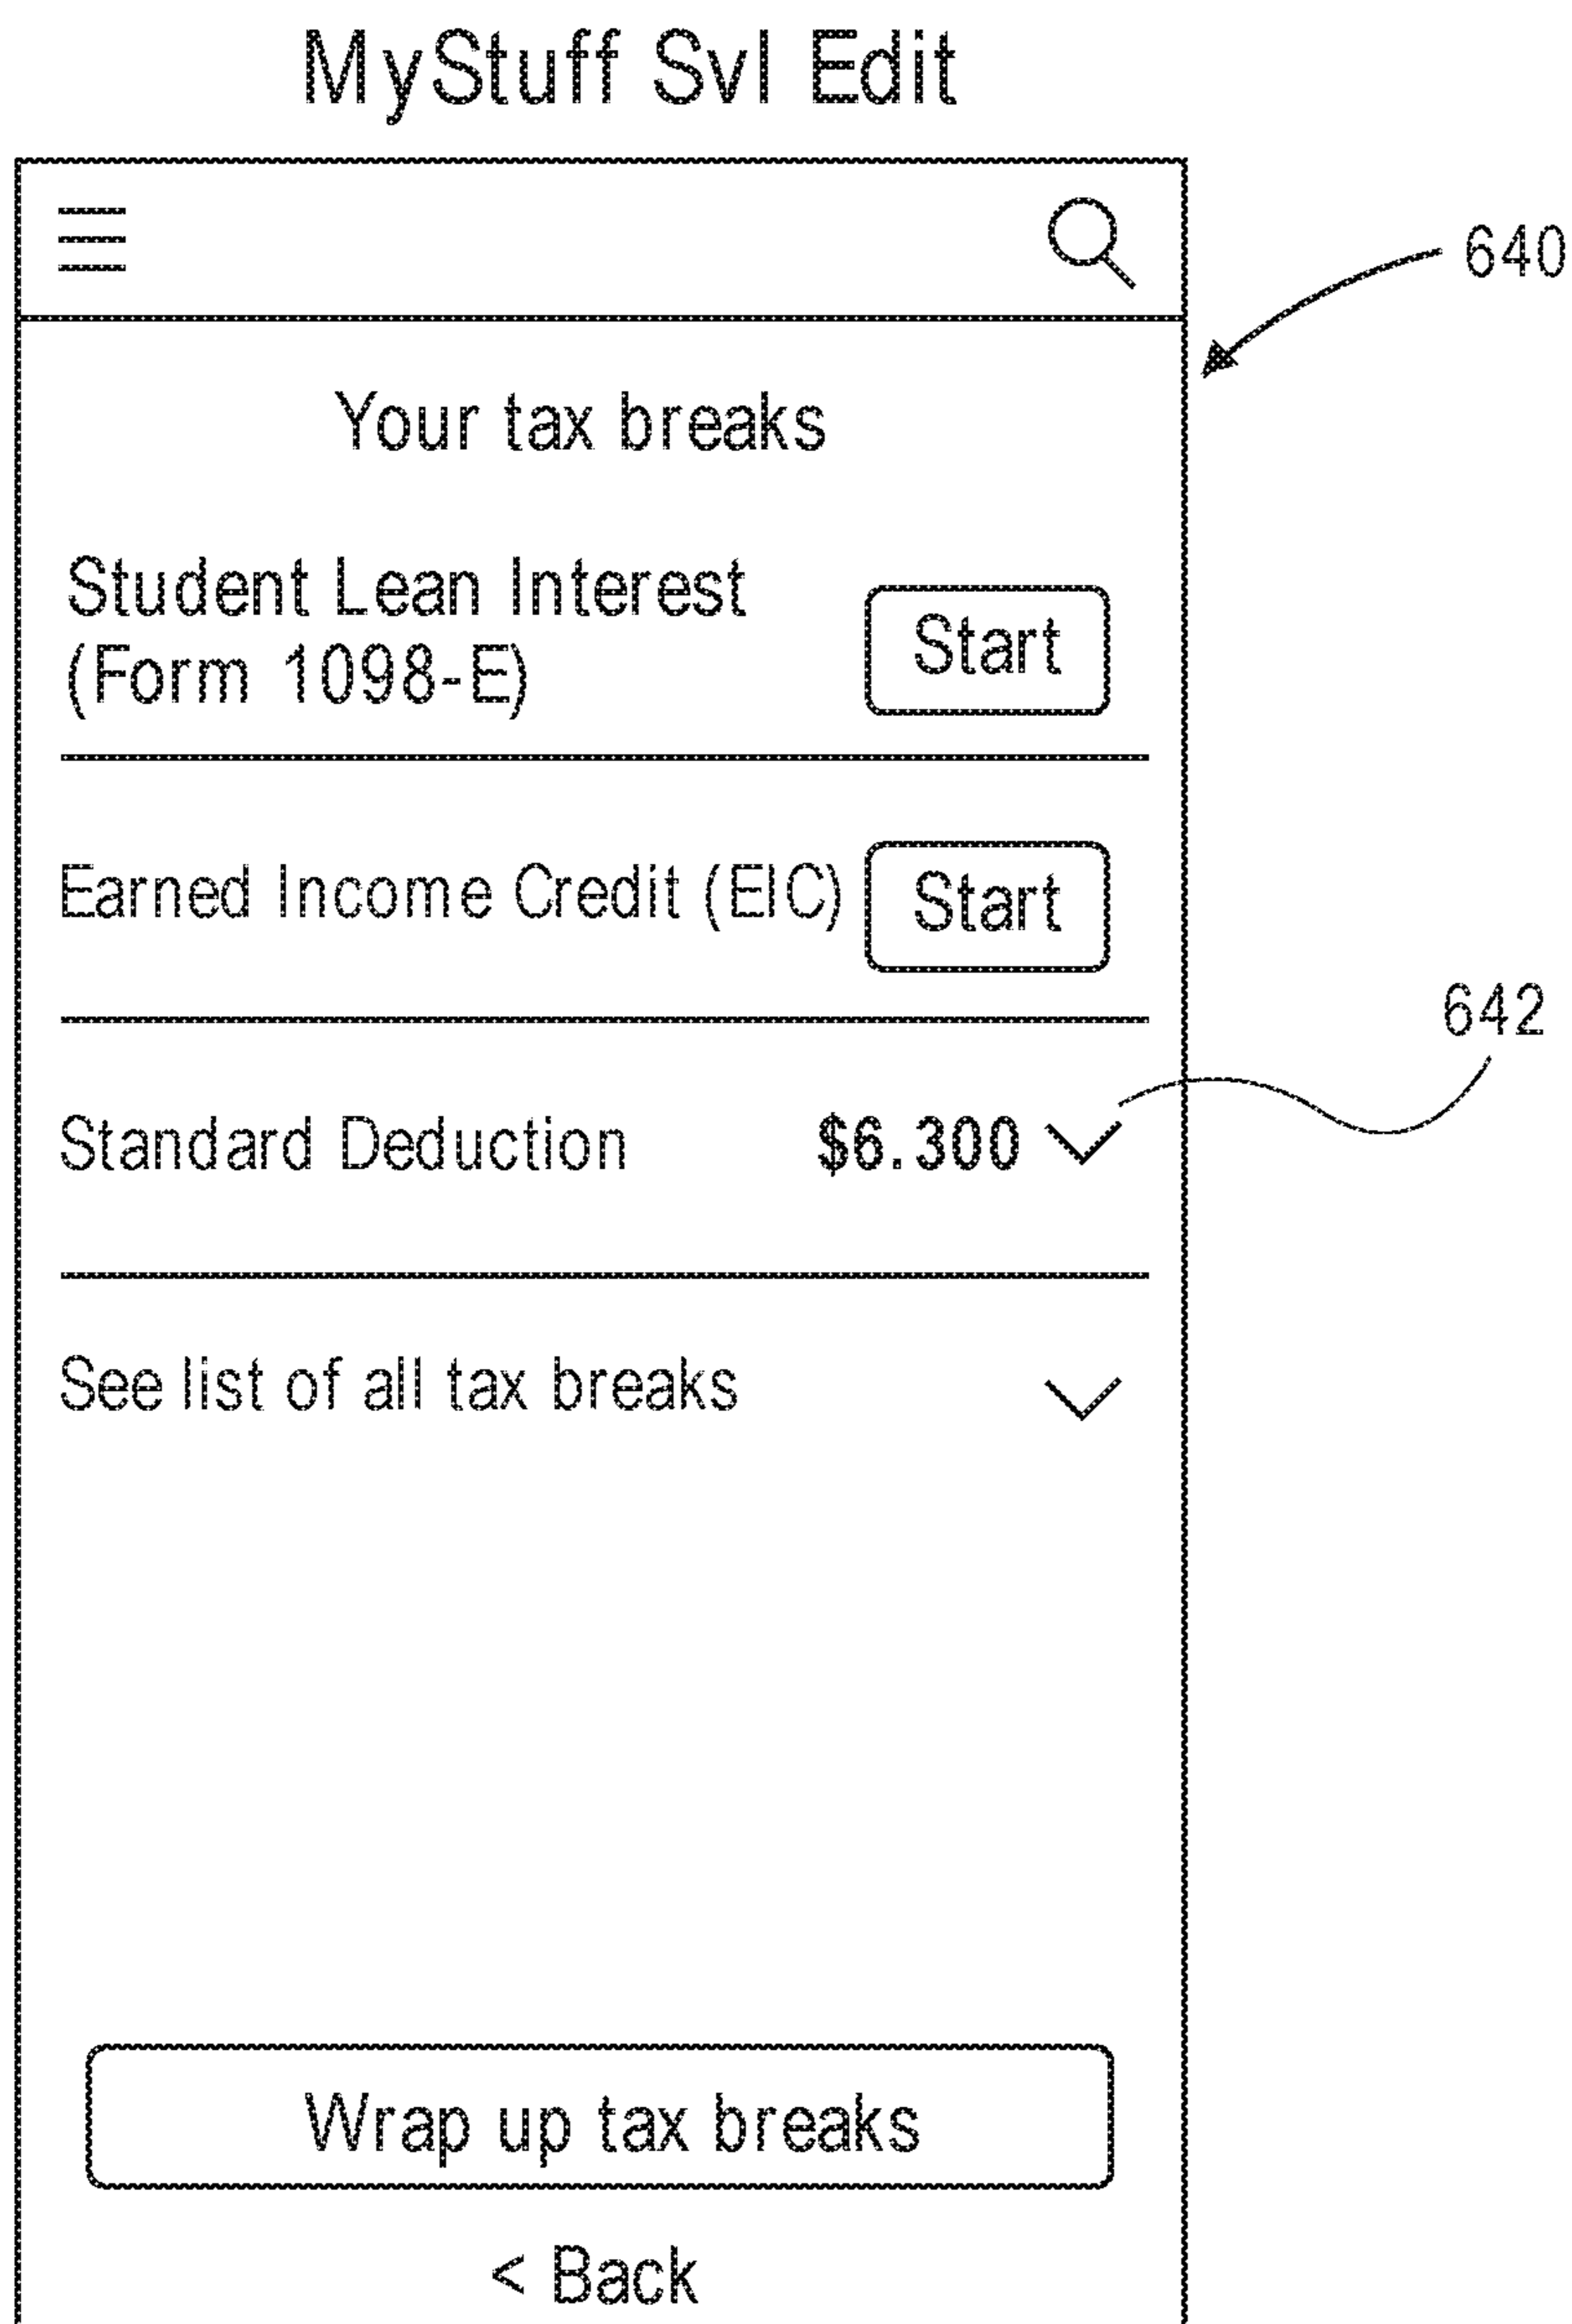 MyStuff Svl Edit
640
Your tax breaks
Student Lean Interest
(Form 1098-E)
Start
Earned Income Credit (EIC)
Start
642
Standard Deduction
$6.300
See list of all tax breaks
Wrap up tax breaks
< Back